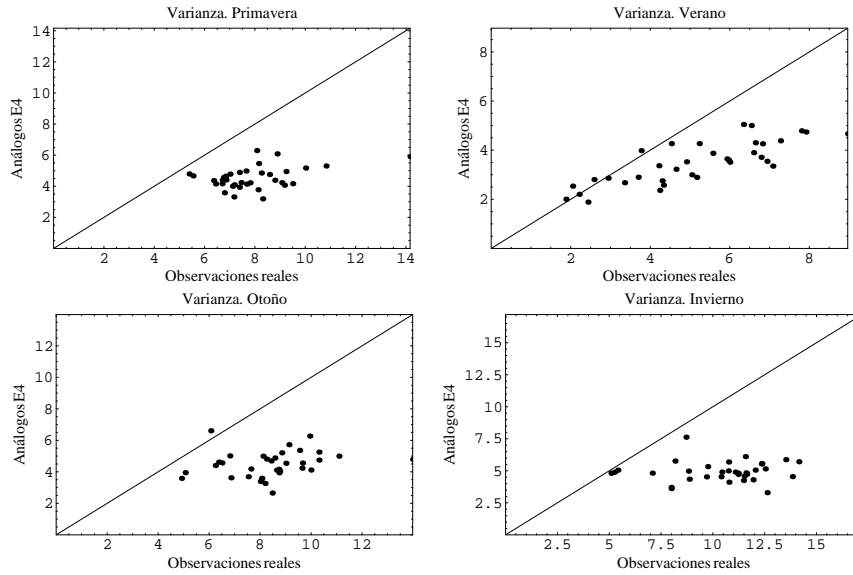 Varianza. Primavera
14
12
10
8
6
4
2
Análogos E4
2 4 6 8 10 12 14
Observaciones reales
Varianza. Verano
8
6
4
2
Análogos E4
2 4 6 8
Observaciones reales
Varianza. Otoño
12
10
8
6
4
2
Análogos E4
2 4 6 8 10 12
Observaciones reales
Varianza. Invierno
15
12.5
10
7.5
5
2.5
Análogos E4
2.5 5 7.5 10 12.5 15
Observaciones reales